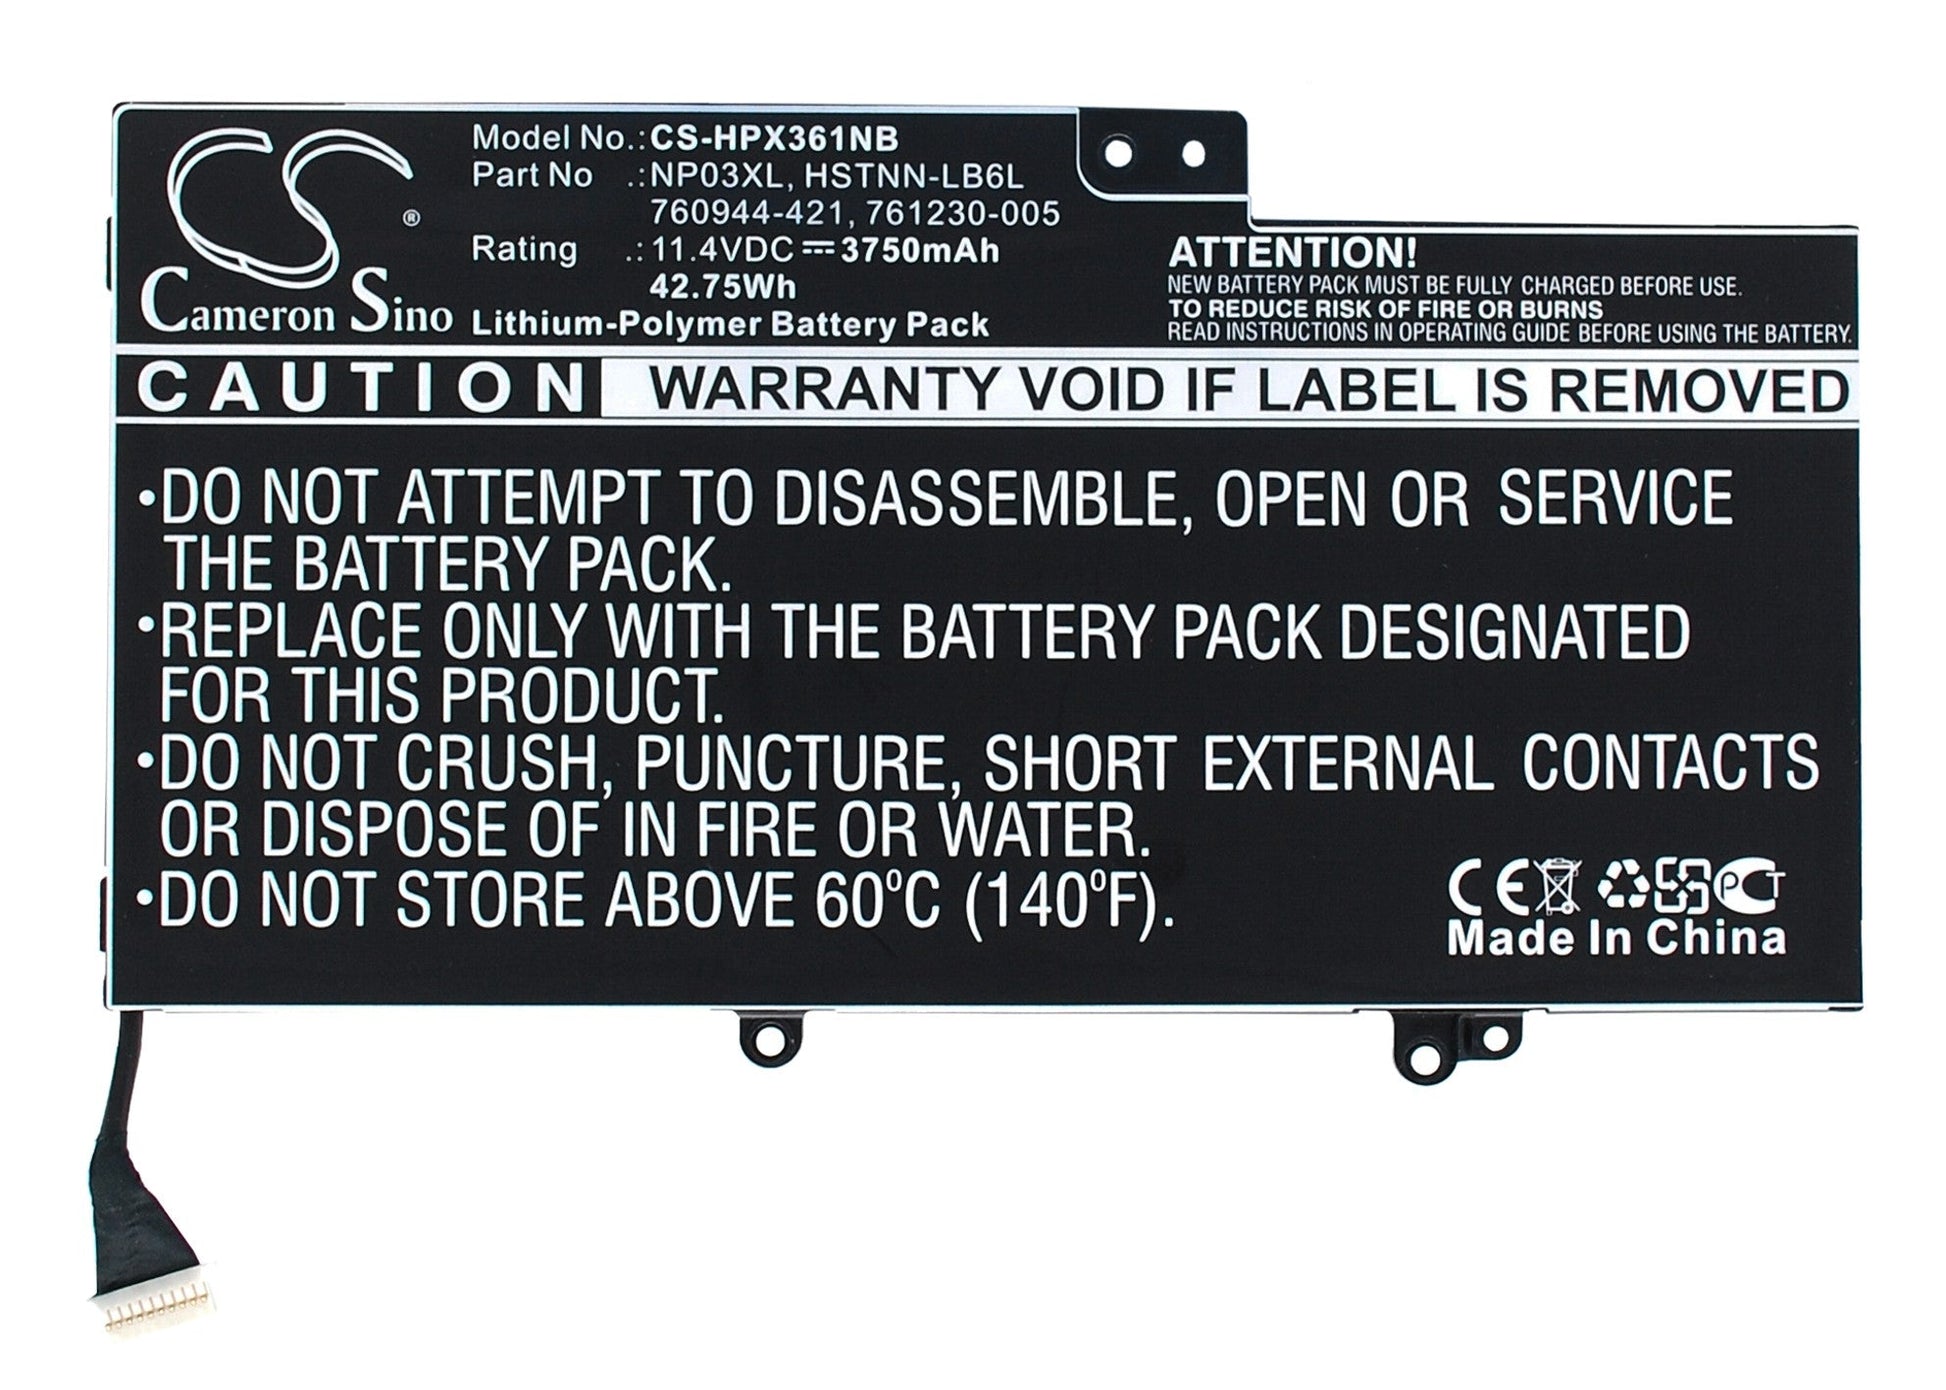 CS ®
Cameron Sino
Model No.: CS-HPX361NB
Part No .: NP03XL, HSTNN-LB6L
760944-421, 761230-005
Rating .: 11.4VDC ⎓ 3750mAh
42.75Wh
Lithium-Polymer Battery Pack
ATTENTION!
NEW BATTERY PACK MUST BE FULLY CHARGED BEFORE USE.
TO REDUCE RISK OF FIRE OR BURNS
READ INSTRUCTIONS IN OPERATING GUIDE BEFORE USING THE BATTERY.
CAUTION WARRANTY VOID IF LABEL IS REMOVED
•DO NOT ATTEMPT TO DISASSEMBLE, OPEN OR SERVICE
THE BATTERY PACK.
•REPLACE ONLY WITH THE BATTERY PACK DESIGNATED
FOR THIS PRODUCT.
•DO NOT CRUSH, PUNCTURE, SHORT EXTERNAL CONTACTS
OR DISPOSE OF IN FIRE OR WATER.
•DO NOT STORE ABOVE 60⁰C (140⁰F).
CE PCT
Made In China